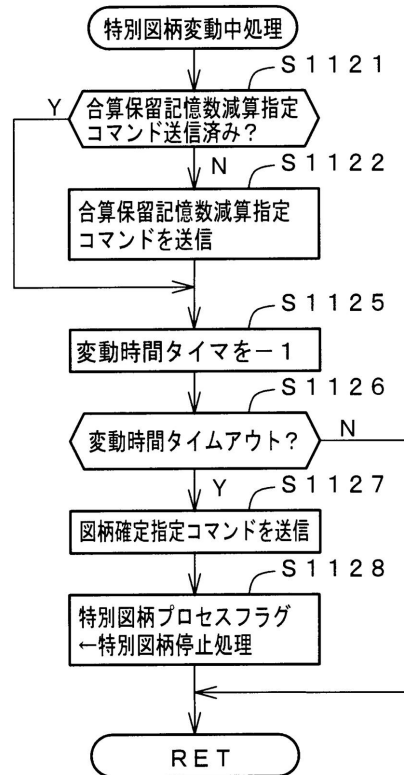 特別図柄変動中処理
S1121
Y
合算保留記憶数減算指定
コマンド送信済み？
N
S1122
合算保留記憶数減算指定
コマンドを送信
S1125
変動時間タイマを－1
S1126
変動時間タイムアウト？
N
Y
S1127
図柄確定指定コマンドを送信
S1128
特別図柄プロセスフラグ
←特別図柄停止処理
RET